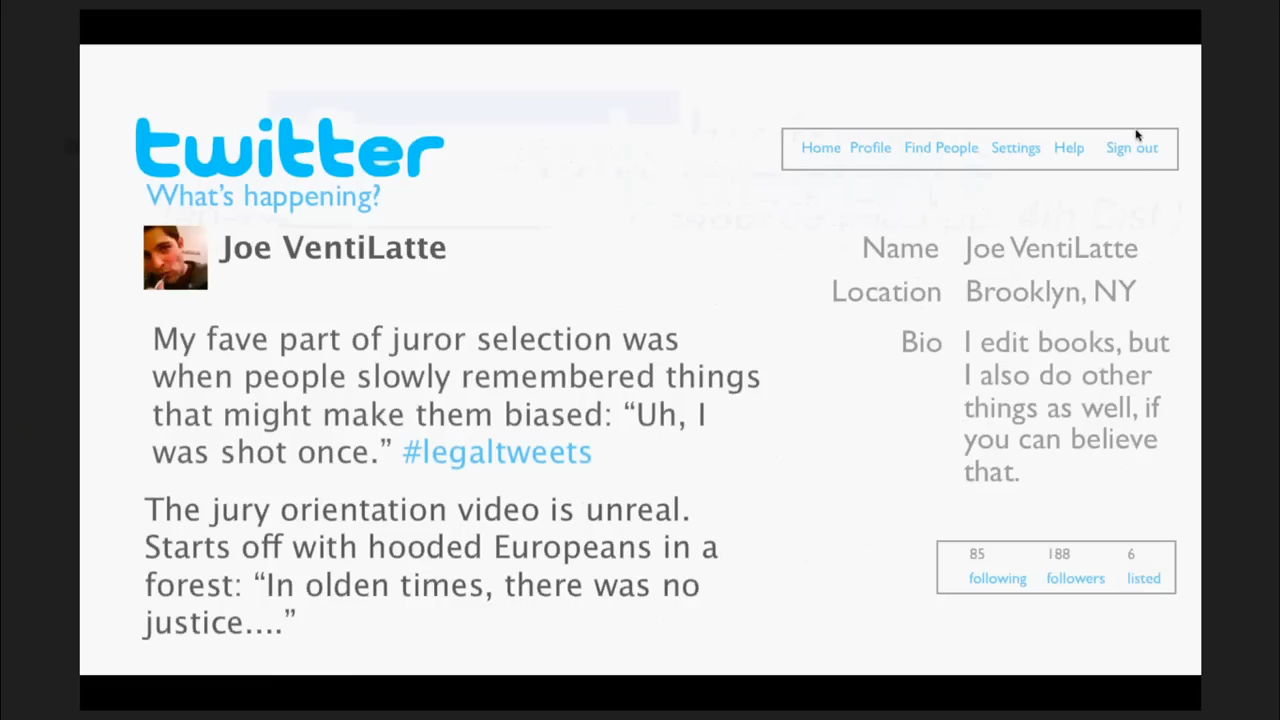 twitter
What's happening?
Home Profile Find People Settings Help Sign out
Joe VentiLatte
My fave part of juror selection was
when people slowly remembered things
that might make them biased: “Uh, I
was shot once.” #legaltweets
The jury orientation video is unreal.
Starts off with hooded Europeans in a
forest: “In olden times, there was no
justice....”
Name Joe VentiLatte
Location Brooklyn, NY
Bio I edit books, but
I also do other
things as well, if
you can believe
that.
85 188 6
following followers listed